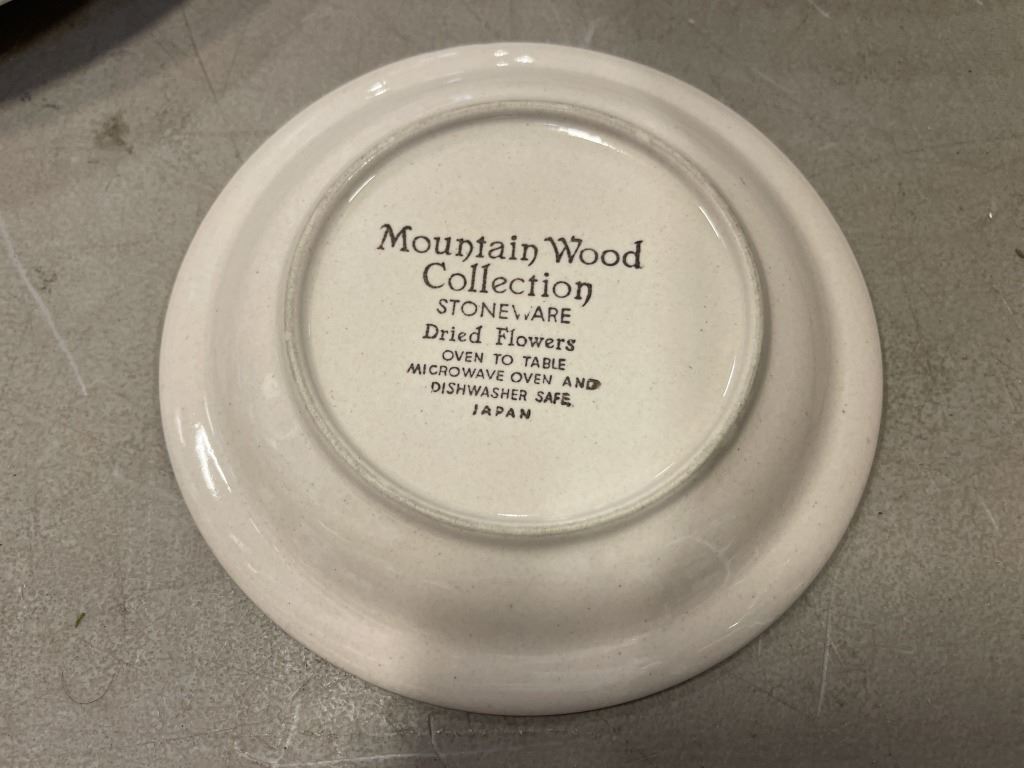 Mountain Wood
Collection
STONEWARE
Dried Flowers
OVEN TO TABLE
MICROWAVE OVEN AND
DISHWASHER SAFE
JAPAN